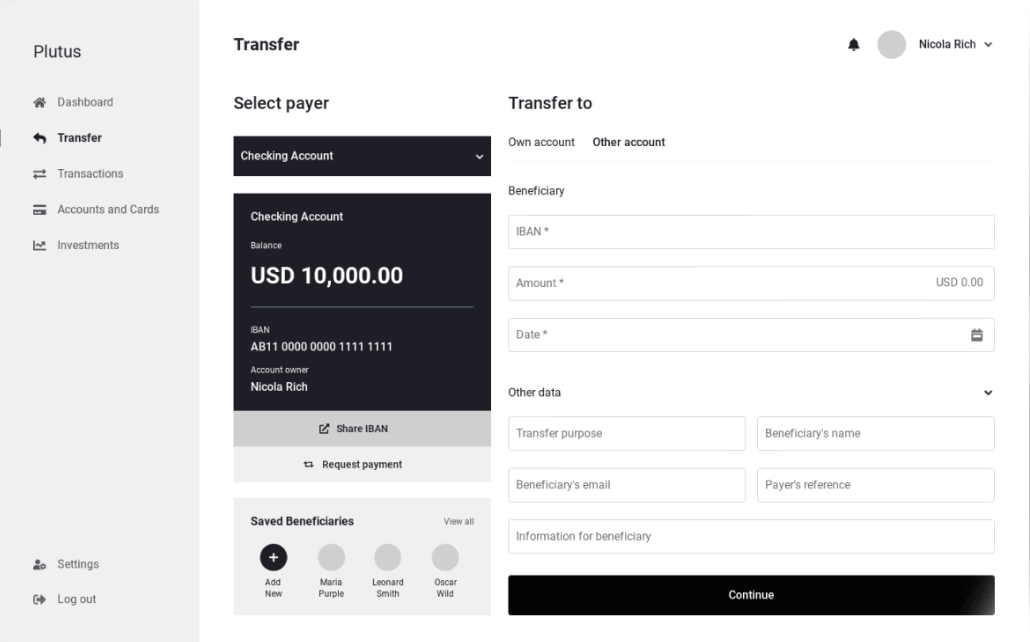 Plutus
Dashboard
Transfer
Transactions
Accounts and Cards
Investments
Settings
Log out
Transfer
Nicola Rich
Select payer
Checking Account
Checking Account
Balance
USD 10,000.00
IBAN
AB11 0000 0000 1111 1111
Account owner
Nicola Rich
Share IBAN
Request payment
Saved Beneficiaries
View all
Add
New
Maria
Purple
Leonard
Smith
Oscar
Wild
Transfer to
Own account
Other account
Beneficiary
IBAN *
Amount *
USD 0.00
Date *
Other data
Transfer purpose
Beneficiary's name
Beneficiary's email
Payer's reference
Information for beneficiary
Continue